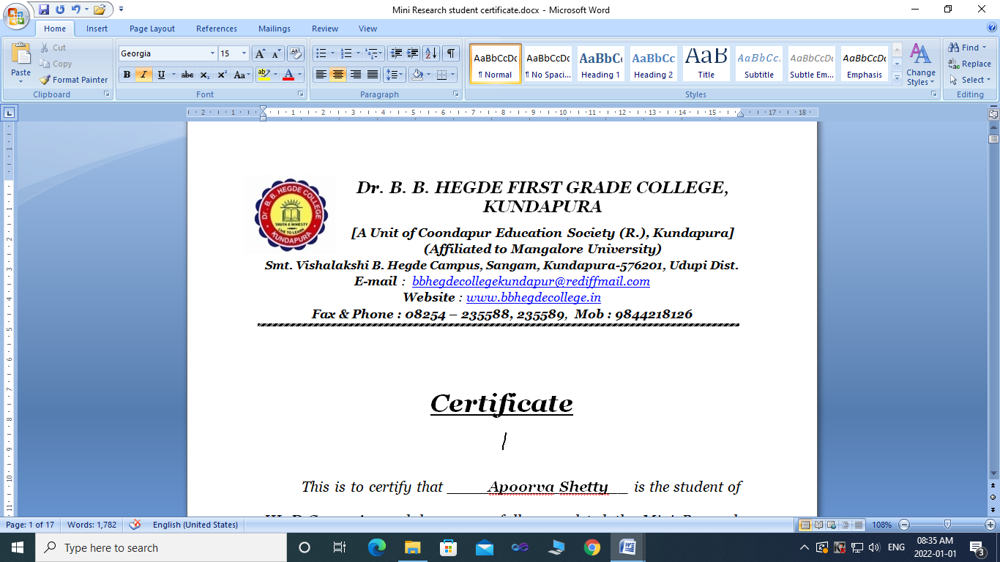 Mini Research student certificate.docx - Microsoft Word
Home Insert Page Layout References Mailings Review View
Paste
Cut
Copy
Format Painter
Clipboard
Georgia 15
Font
Paragraph
AaBbCcDc AaBbCcDc AaBbC AaBbCc AaB AaBbCc. AaBbCcDc AaBbCcDc
¶ Normal ¶ No Spaci... Heading 1 Heading 2 Title Subtitle Subtle Em... Emphasis
Change Styles
Styles
Find
Replace
Select
Editing
Dr. B. B. HEGDE COLLEGE
TRUTH & HONESTY
LIVE TO LEARN
KUNDAPURA
Dr. B. B. HEGDE FIRST GRADE COLLEGE,
KUNDAPURA
[A Unit of Coondapur Education Society (R.), Kundapura]
(Affiliated to Mangalore University)
Smt. Vishalakshi B. Hegde Campus, Sangam, Kundapura-576201, Udupi Dist.
E-mail : bbhegdecollegekundapur@rediffmail.com
Website : www.bbhegdecollege.in
Fax & Phone : 08254 – 235588, 235589, Mob : 9844218126
Certificate
This is to certify that _____Apoorva Shetty__ is the student of
Page: 1 of 17 Words: 1,782 English (United States) 108%
Type here to search
ENG
08:35 AM
2022-01-01
3